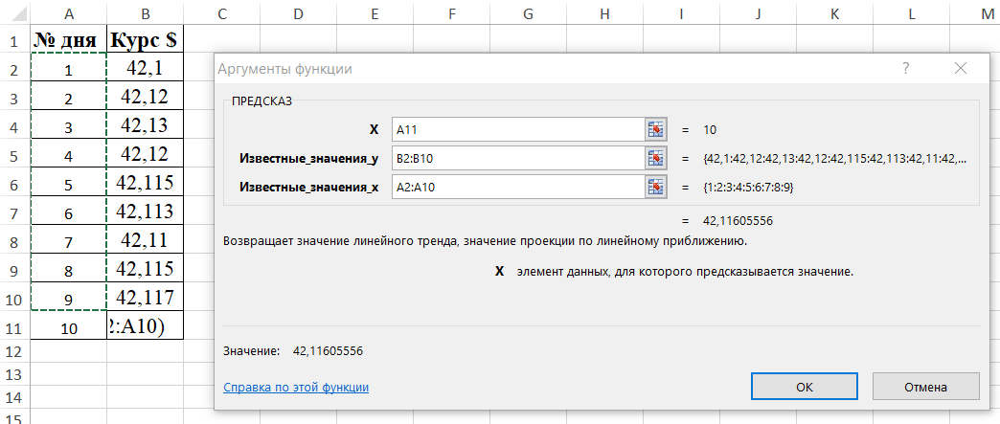 A B C D E F G H I J K L M
1 № дня Курс $
2 1 42,1
3 2 42,12
4 3 42,13
5 4 42,12
6 5 42,115
7 6 42,113
8 7 42,11
9 8 42,115
10 9 42,117
11 10 2:A10)
12
13
14
15
Аргументы функции ? ×
ПРЕДСКАЗ
X A11 = 10
Известные_значения_y B2:B10 = {42,1:42,12:42,13:42,12:42,115:42,113:42,11:42,...
Известные_значения_x A2:A10 = {1:2:3:4:5:6:7:8:9}
= 42,11605556
Возвращает значение линейного тренда, значение проекции по линейному приближению.
X элемент данных, для которого предсказывается значение.
Значение: 42,11605556
Справка по этой функции
ОК Отмена